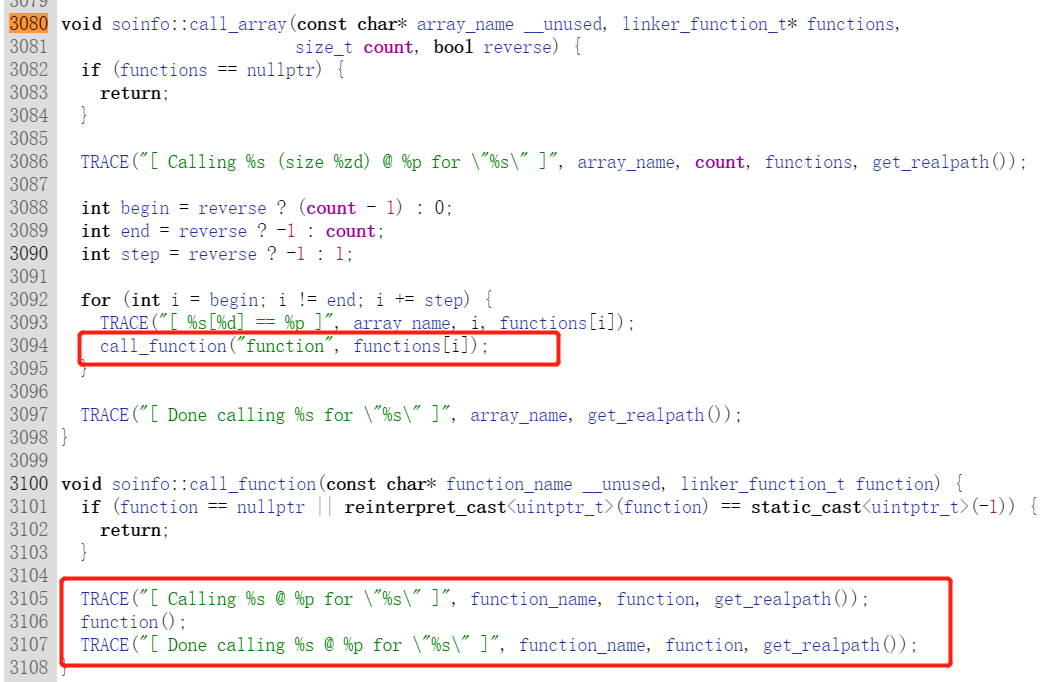 3079
3080 void soinfo::call_array(const char* array_name __unused, linker_function_t* functions,
3081                         size_t count, bool reverse) {
3082   if (functions == nullptr) {
3083     return;
3084   }
3085
3086   TRACE("[ Calling %s (size %zd) @ %p for \"%s\" ]", array_name, count, functions, get_realpath());
3087
3088   int begin = reverse ? (count - 1) : 0;
3089   int end = reverse ? -1 : count;
3090   int step = reverse ? -1 : 1;
3091
3092   for (int i = begin; i != end; i += step) {
3093     TRACE("[ %s[%d] == %p ]", array_name, i, functions[i]);
3094     call_function("function", functions[i]);
3095   }
3096
3097   TRACE("[ Done calling %s for \"%s\" ]", array_name, get_realpath());
3098 }
3099
3100 void soinfo::call_function(const char* function_name __unused, linker_function_t function) {
3101   if (function == nullptr || reinterpret_cast<uintptr_t>(function) == static_cast<uintptr_t>(-1)) {
3102     return;
3103   }
3104
3105   TRACE("[ Calling %s @ %p for \"%s\" ]", function_name, function, get_realpath());
3106   function();
3107   TRACE("[ Done calling %s @ %p for \"%s\" ]", function_name, function, get_realpath());
3108 }